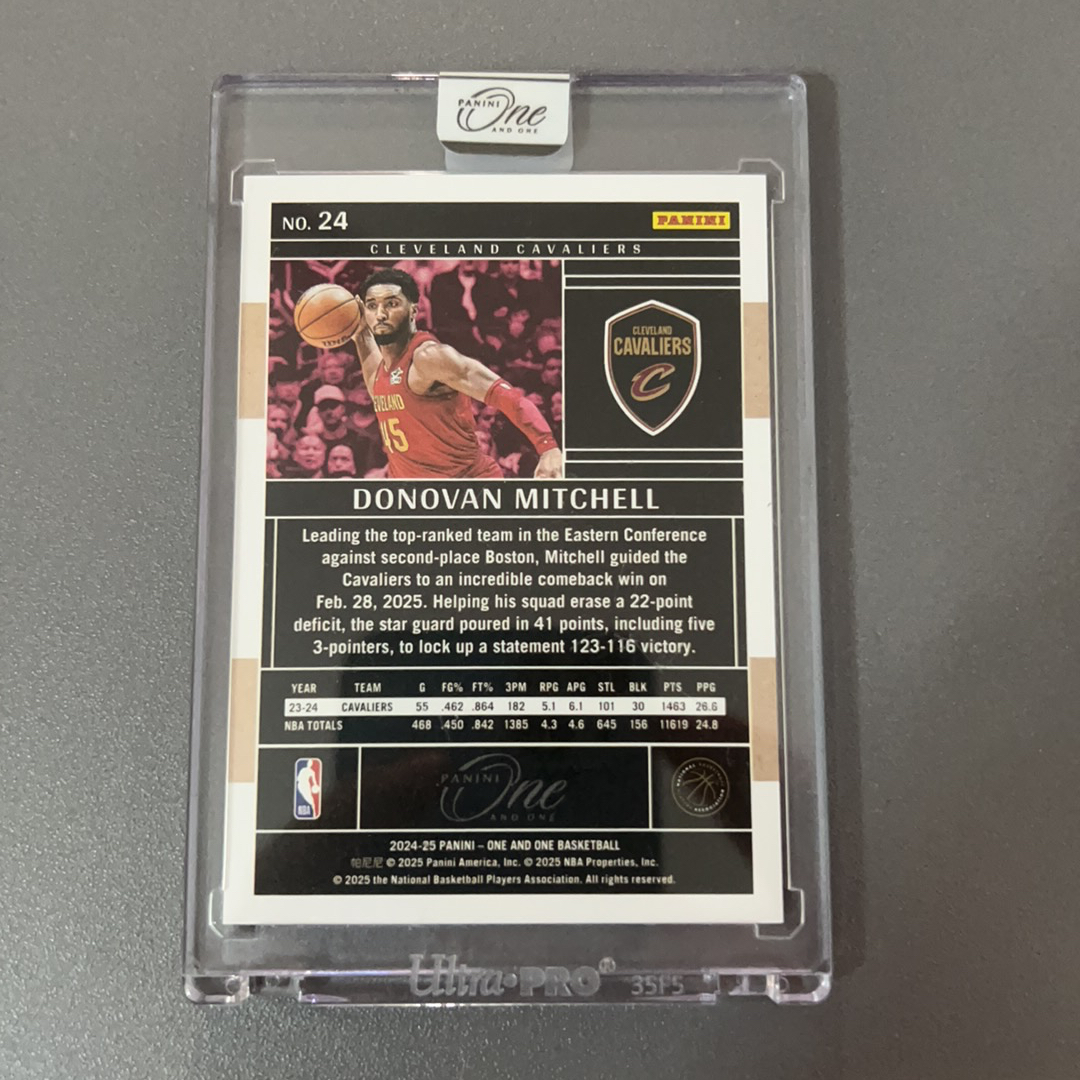 PANINI One
AND ONE
NO. 24
PANINI
CLEVELAND CAVALIERS
CLEVELAND
CAVALIERS
C
EVELAND
45
DONOVAN MITCHELL
Leading the top-ranked team in the Eastern Conference
against second-place Boston, Mitchell guided the
Cavaliers to an incredible comeback win on
Feb. 28, 2025. Helping his squad erase a 22-point
deficit, the star guard poured in 41 points, including five
3-pointers, to lock up a statement 123-116 victory.
YEAR TEAM G FG% FT% 3PM RPG APG STL BLK PTS PPG
23-24 CAVALIERS 55 .462 .864 182 5.1 6.1 101 30 1463 26.6
NBA TOTALS 468 .450 .842 1385 4.3 4.6 645 156 11619 24.8
NBA
PANINI One
AND ONE
NATIONAL BASKETBALL ASSOCIATION
2024-25 PANINI – ONE AND ONE BASKETBALL
帕尼尼 © 2025 Panini America, Inc. © 2025 NBA Properties, Inc.
© 2025 the National Basketball Players Association. All rights reserved.
Ultra•PRO® 35F5